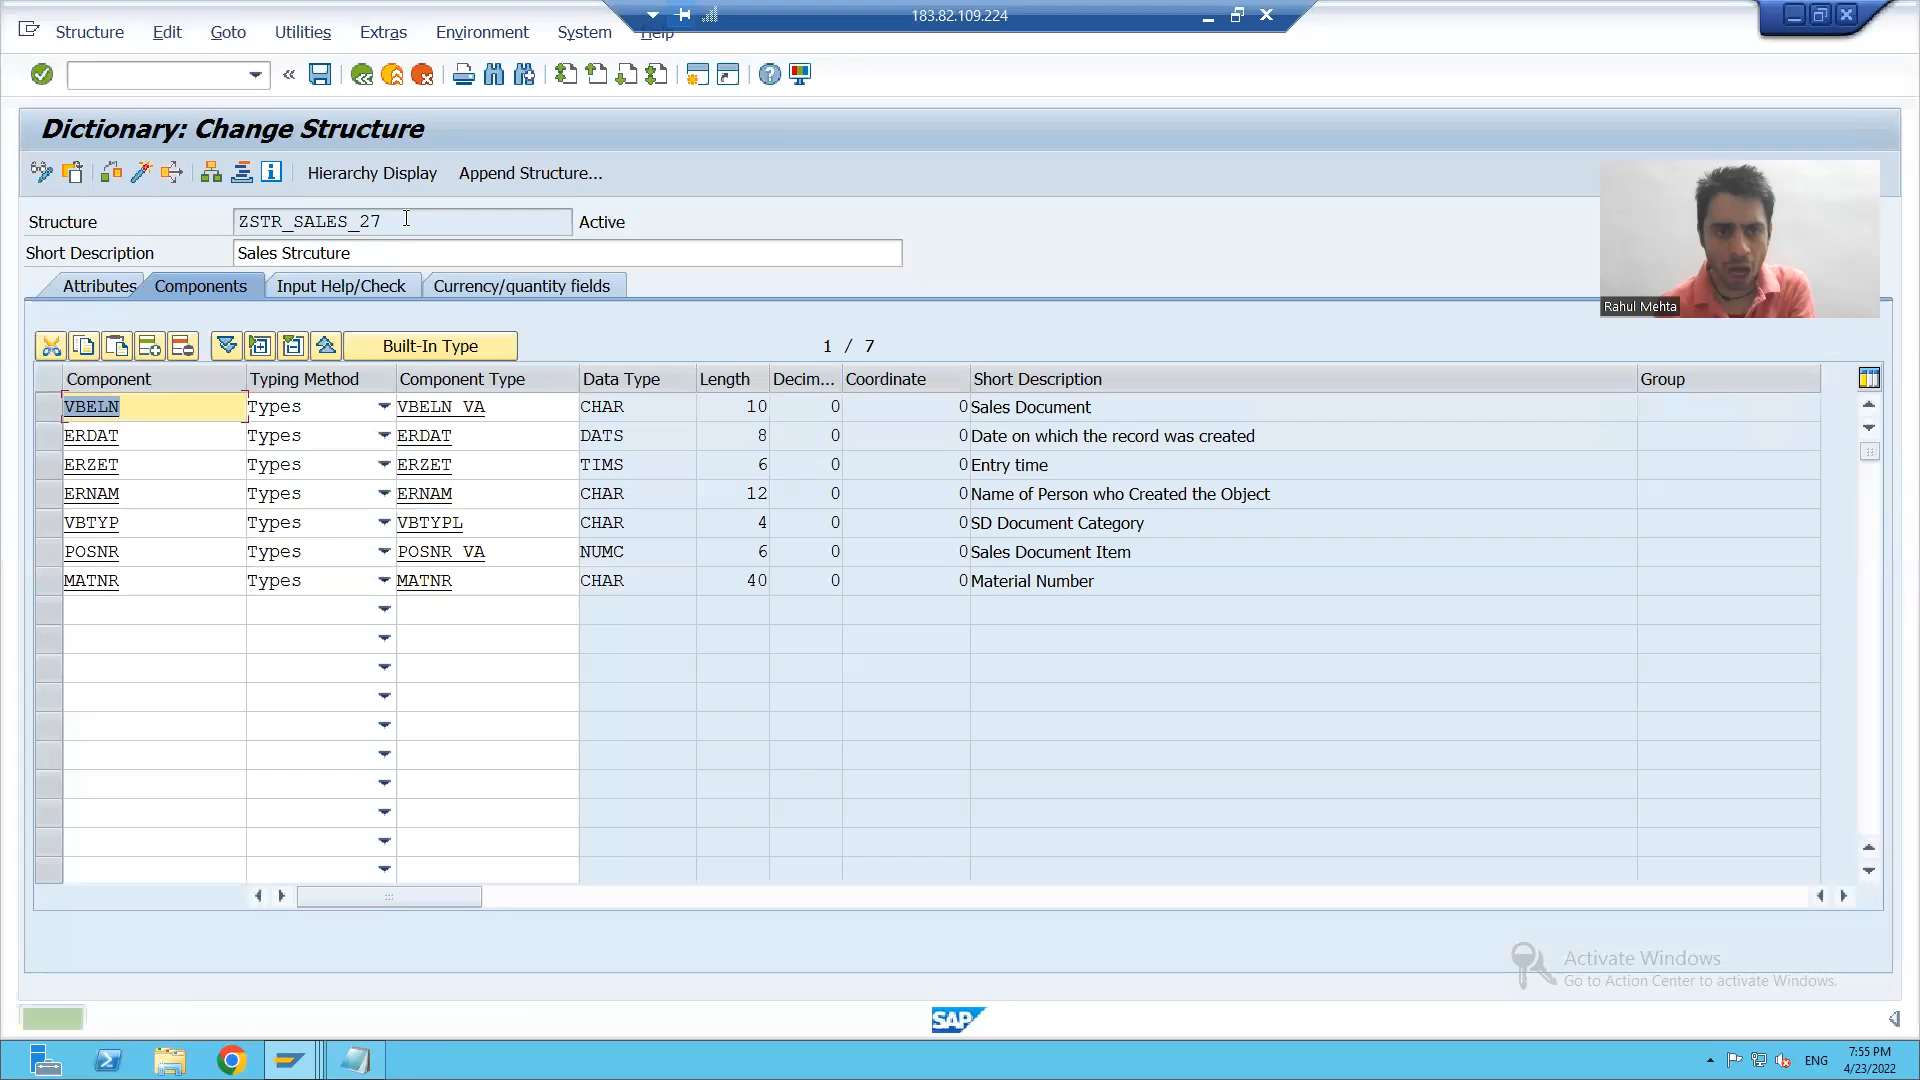 183.82.109.224
Structure Edit Goto Utilities Extras Environment System Help
Dictionary: Change Structure
Hierarchy Display Append Structure...
Structure ZSTR_SALES_27 Active
Short Description Sales Strcuture
Rahul Mehta
Attributes Components Input Help/Check Currency/quantity fields
Built-In Type 1 / 7
Component Typing Method Component Type Data Type Length Decim... Coordinate Short Description Group
VBELN Types VBELN_VA CHAR 10 0 0 Sales Document
ERDAT Types ERDAT DATS 8 0 0 Date on which the record was created
ERZET Types ERZET TIMS 6 0 0 Entry time
ERNAM Types ERNAM CHAR 12 0 0 Name of Person who Created the Object
VBTYP Types VBTYPL CHAR 4 0 0 SD Document Category
POSNR Types POSNR_VA NUMC 6 0 0 Sales Document Item
MATNR Types MATNR CHAR 40 0 0 Material Number
Activate Windows
Go to Action Center to activate Windows.
SAP
ENG
7:55 PM
4/23/2022